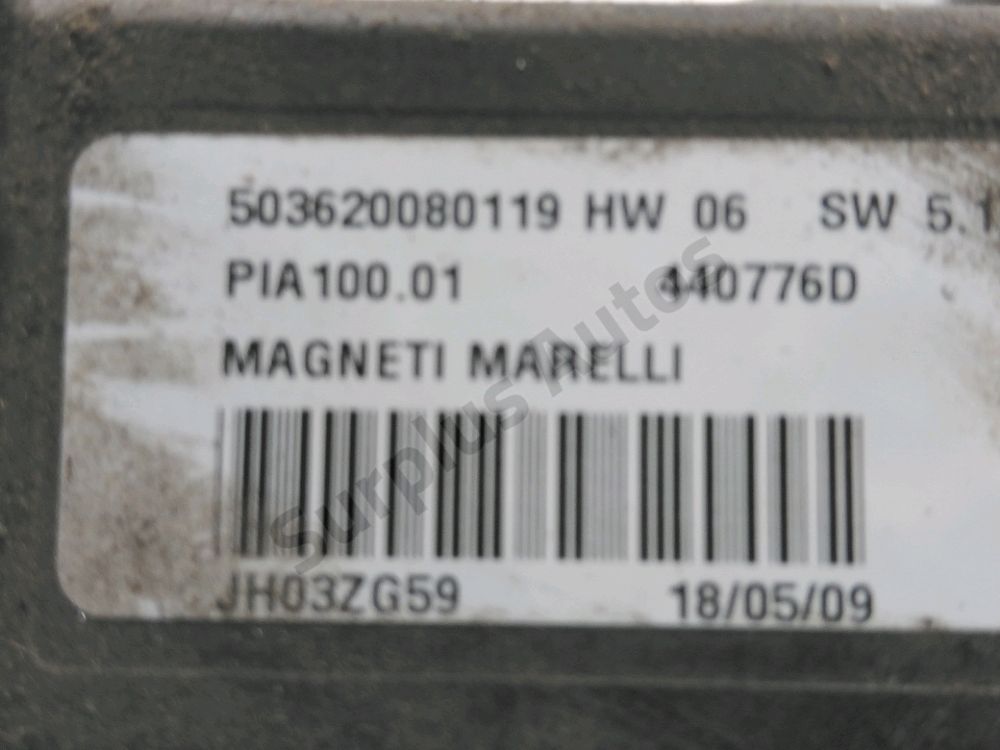 503620080119 HW 06 SW 5.1
PIA100.01 440776D
MAGNETI MARELLI
Surplus Autos
JH03ZG59 18/05/09